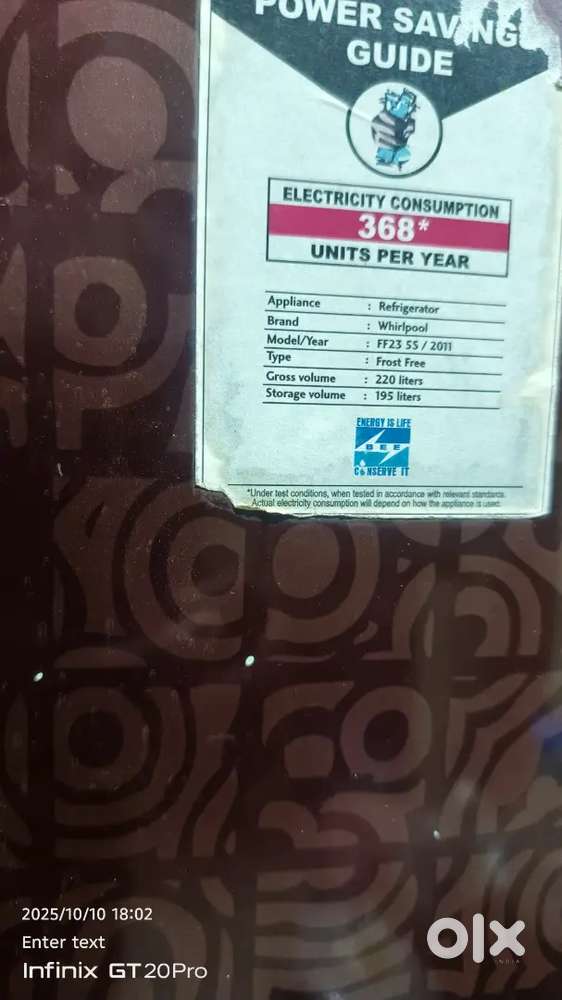 POWER SAVING
GUIDE
ELECTRICITY CONSUMPTION
368*
UNITS PER YEAR
Appliance : Refrigerator
Brand : Whirlpool
Model/Year : FF23 5S / 2011
Type : Frost Free
Gross volume : 220 liters
Storage volume : 195 liters
ENERGY IS LIFE
BEE
CONSERVE IT
*Under test conditions, when tested in accordance with relevant standards.
Actual electricity consumption will depend on how the appliance is used.
2025/10/10 18:02
Enter text
Infinix GT 20Pro
olx
INDIA